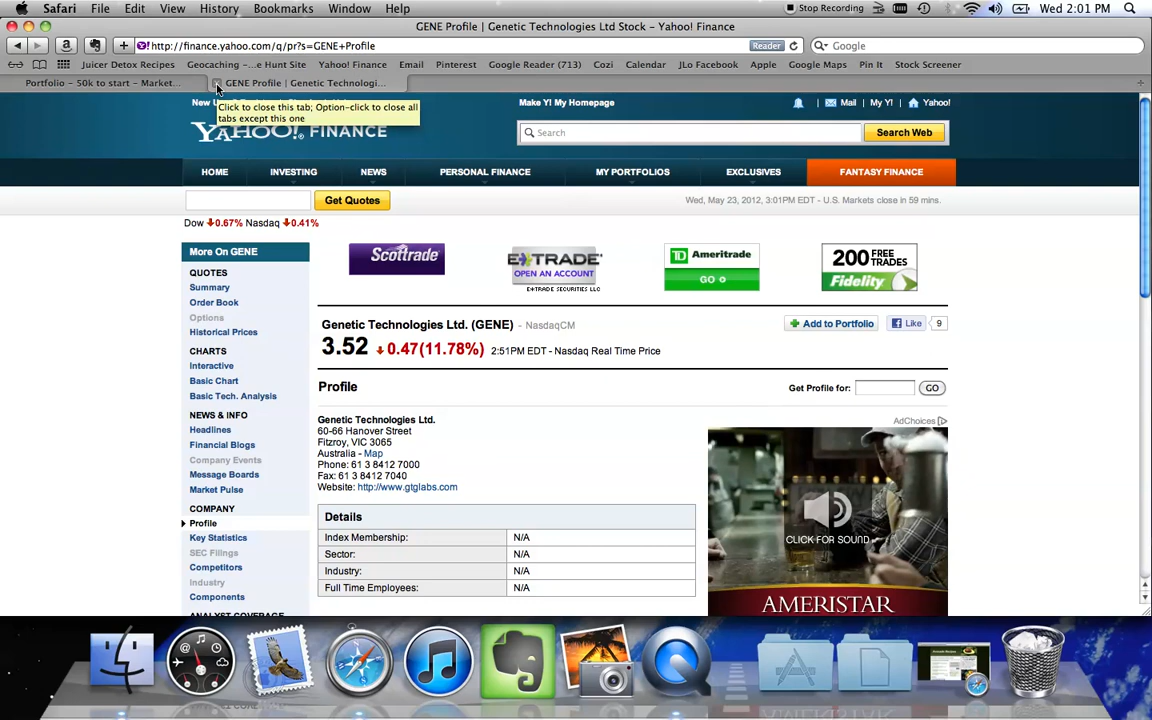 Safari File Edit View History Bookmarks Window Help
Stop Recording Wed 2:01 PM
GENE Profile | Genetic Technologies Ltd Stock – Yahoo! Finance
http://finance.yahoo.com/q/pr?s=GENE+Profile Reader Google
Juicer Detox Recipes Geocaching -...e Hunt Site Yahoo! Finance Email Pinterest Google Reader (713) Cozi Calendar JLo Facebook Apple Google Maps Pin It Stock Screener
Portfolio – 50k to start – Market... GENE Profile | Genetic Technologi...
New Make Y! My Homepage Mail My Y! Yahoo!
Click to close this tab; Option-click to close all
tabs except this one
YAHOO! FINANCE Search Search Web
HOME INVESTING NEWS PERSONAL FINANCE MY PORTFOLIOS EXCLUSIVES FANTASY FINANCE
Get Quotes Wed, May 23, 2012, 3:01PM EDT - U.S. Markets close in 59 mins.
Dow 0.67% Nasdaq 0.41%
More On GENE
QUOTES
Summary
Order Book
Options
Historical Prices
CHARTS
Interactive
Basic Chart
Basic Tech. Analysis
NEWS & INFO
Headlines
Financial Blogs
Company Events
Message Boards
Market Pulse
COMPANY
Profile
Key Statistics
SEC Filings
Competitors
Industry
Components
ANALYST COVERAGE
Scottrade
E*TRADE
OPEN AN ACCOUNT
E*TRADE SECURITIES LLC
TD Ameritrade
GO
200 FREE TRADES
Fidelity
Genetic Technologies Ltd. (GENE) - NasdaqCM Add to Portfolio Like 9
3.52 0.47(11.78%) 2:51PM EDT - Nasdaq Real Time Price
Profile Get Profile for: GO
Genetic Technologies Ltd.
60-66 Hanover Street
Fitzroy, VIC 3065
Australia - Map
Phone: 61 3 8412 7000
Fax: 61 3 8412 7040
Website: http://www.gtglabs.com
Details
Index Membership: N/A
Sector: N/A
Industry: N/A
Full Time Employees: N/A
AdChoices
CLICK FOR SOUND
AMERISTAR